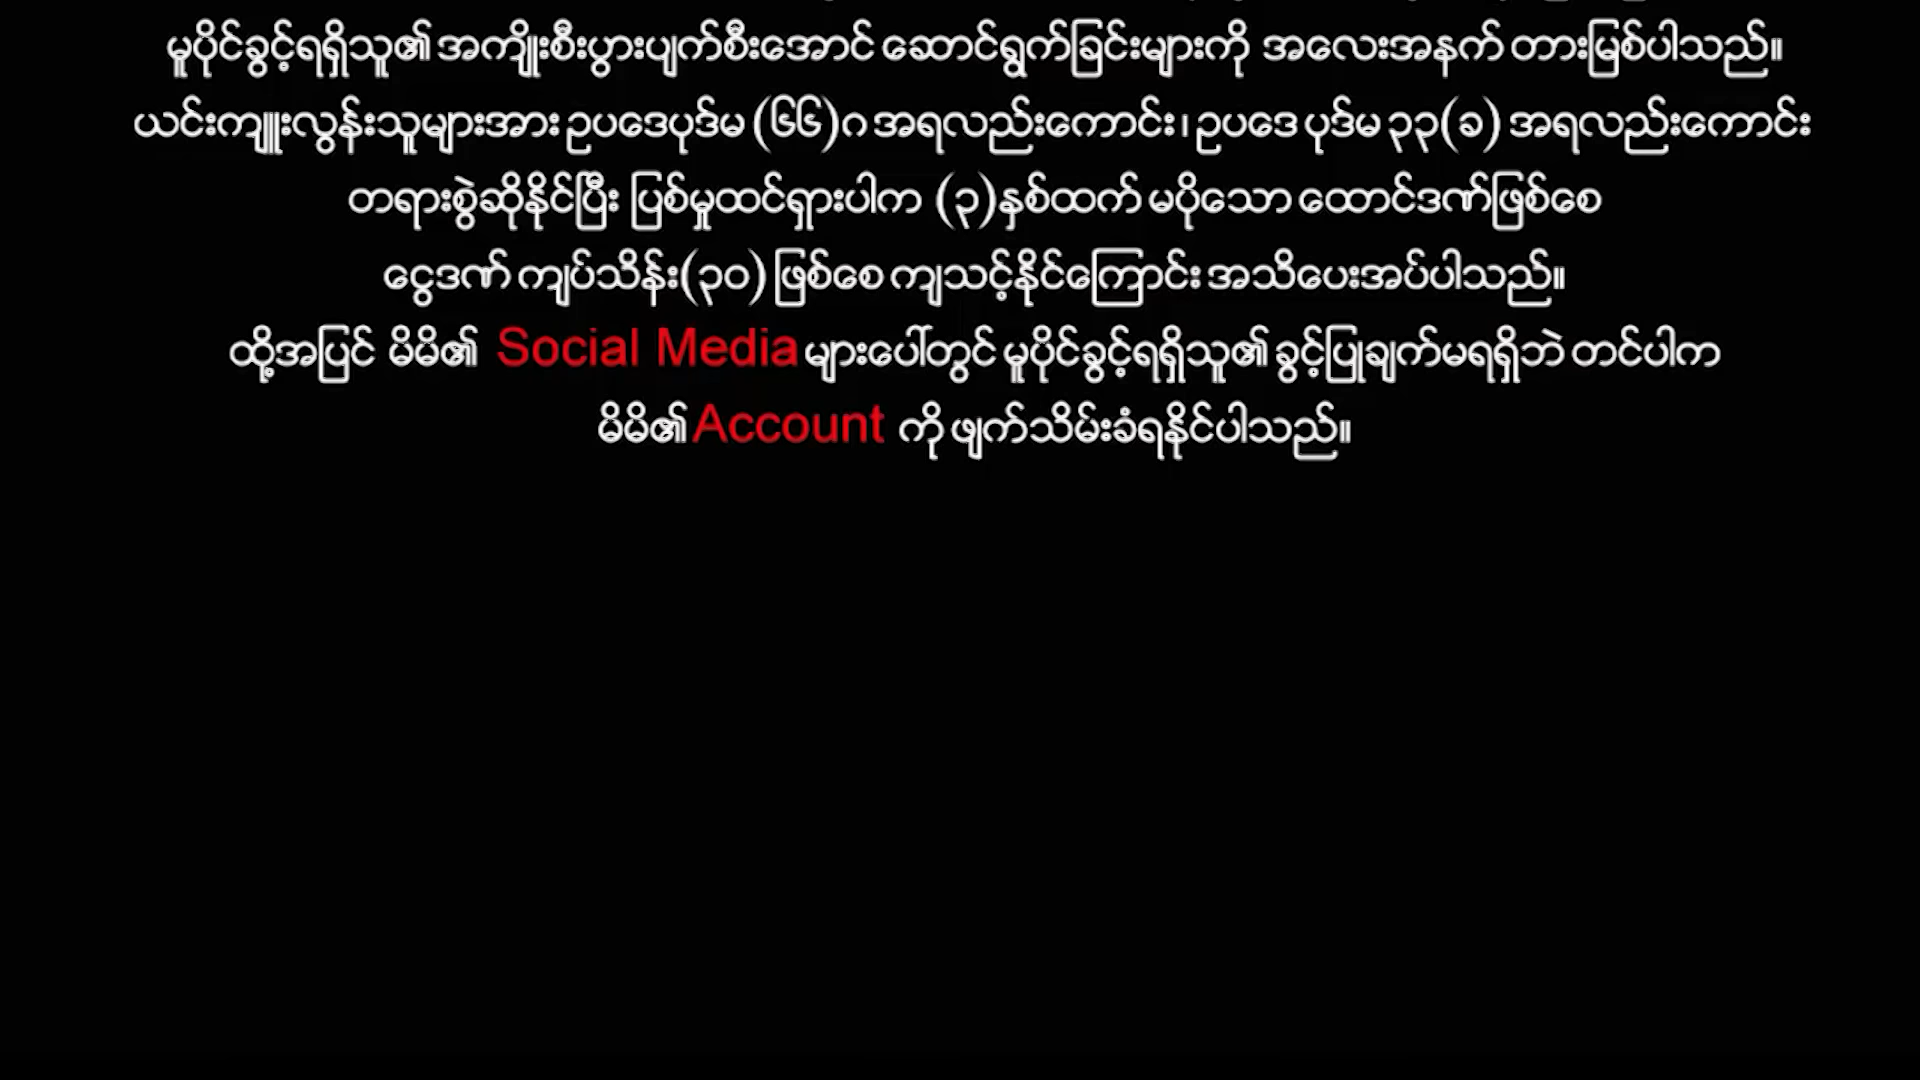 မူပိုင်ခွင့်ရရှိသူ၏ အကျိုးစီးပွားပျက်စီးအောင် ဆောင်ရွက်ခြင်းများကို အလေးအနက် တားမြစ်ပါသည်။
ယင်းကျူးလွန်းသူများအား ဥပဒေပုဒ်မ (၆၆)ဂ အရလည်းကောင်း ၊ ဥပဒေ ပုဒ်မ ၃၃(ခ) အရလည်းကောင်း
တရားစွဲဆိုနိုင်ပြီး ပြစ်မှုထင်ရှားပါက (၃)နှစ်ထက် မပိုသော ထောင်ဒဏ်ဖြစ်စေ
ငွေဒဏ် ကျပ်သိန်း(၃၀) ဖြစ်စေ ကျသင့်နိုင်ကြောင်း အသိပေးအပ်ပါသည်။
ထို့အပြင် မိမိ၏ Social Media များပေါ်တွင် မူပိုင်ခွင့်ရရှိသူ၏ ခွင့်ပြုချက်မရရှိဘဲ တင်ပါက
မိမိ၏ Account ကို ဖျက်သိမ်းခံရနိုင်ပါသည်။